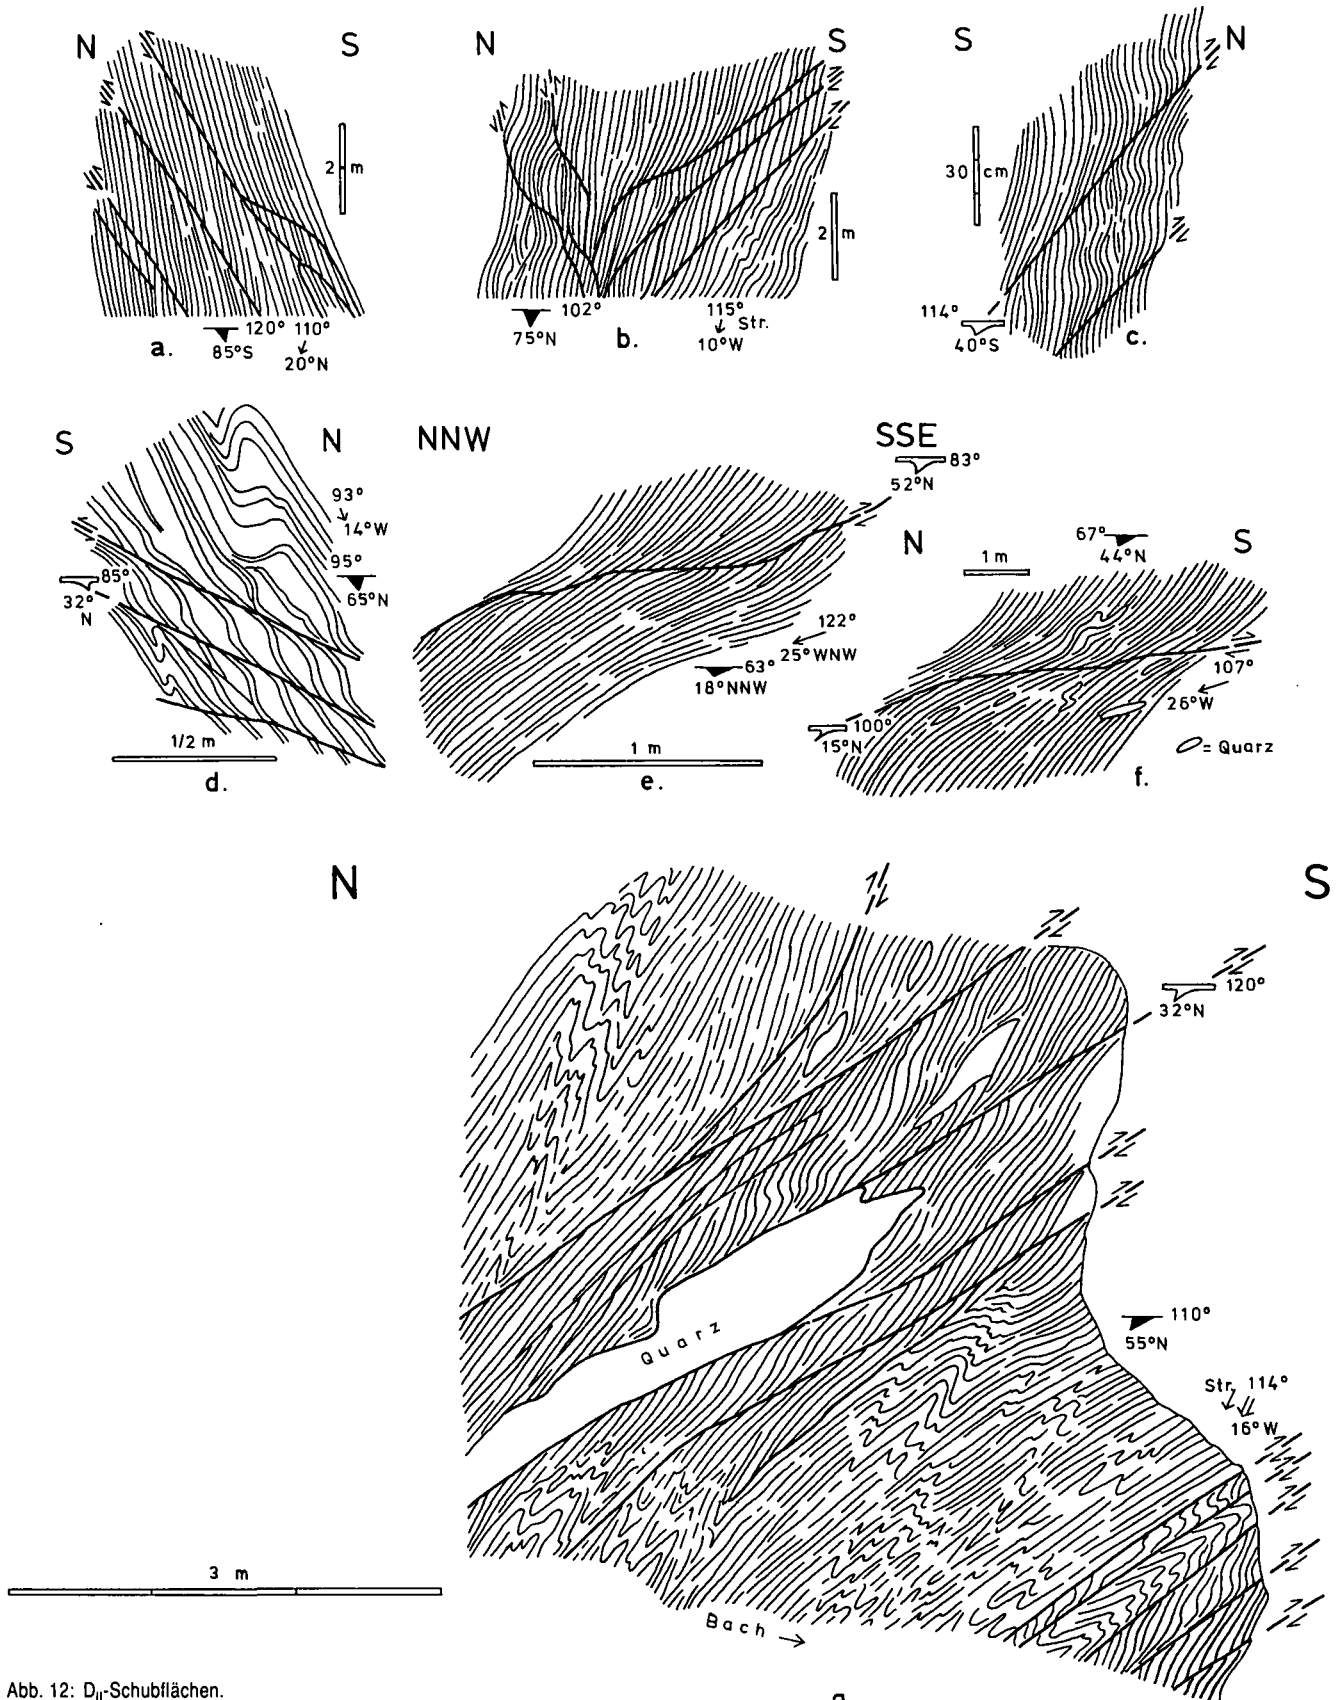 N S
2 m
120° 110°
85°S
20°N
a.
N S
2 m
102° 115°
Str.
75°N 10°W
b.
S N
30 cm
114°
40°S
c.
S N
93°
14°W
95°
65°N
85°
32°
N
1/2 m
d.
NNW SSE
83°
52°N
122°
25°WNW
63°
18°NNW
1 m
e.
N S
67°
44°N
1 m
107°
26°W
100°
15°N
= Quarz
f.
N S
120°
32°N
Quarz
110°
55°N
Str. 114°
16°W
3 m
Bach
Abb. 12: D_II-Schubflächen.